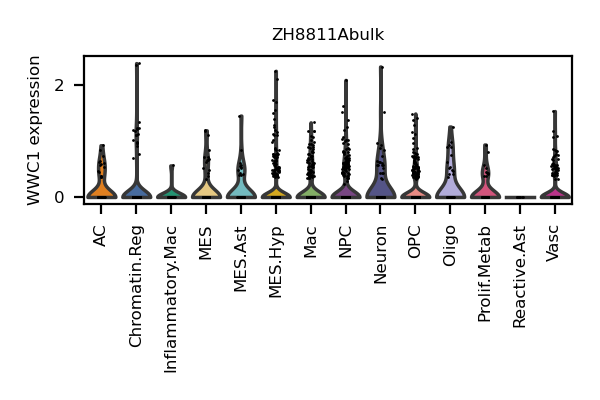 ZH8811Abulk
WWC1 expression
2
0
AC
Chromatin.Reg
Inflammatory.Mac
MES
MES.Ast
MES.Hyp
Mac
NPC
Neuron
OPC
Oligo
Prolif.Metab
Reactive.Ast
Vasc